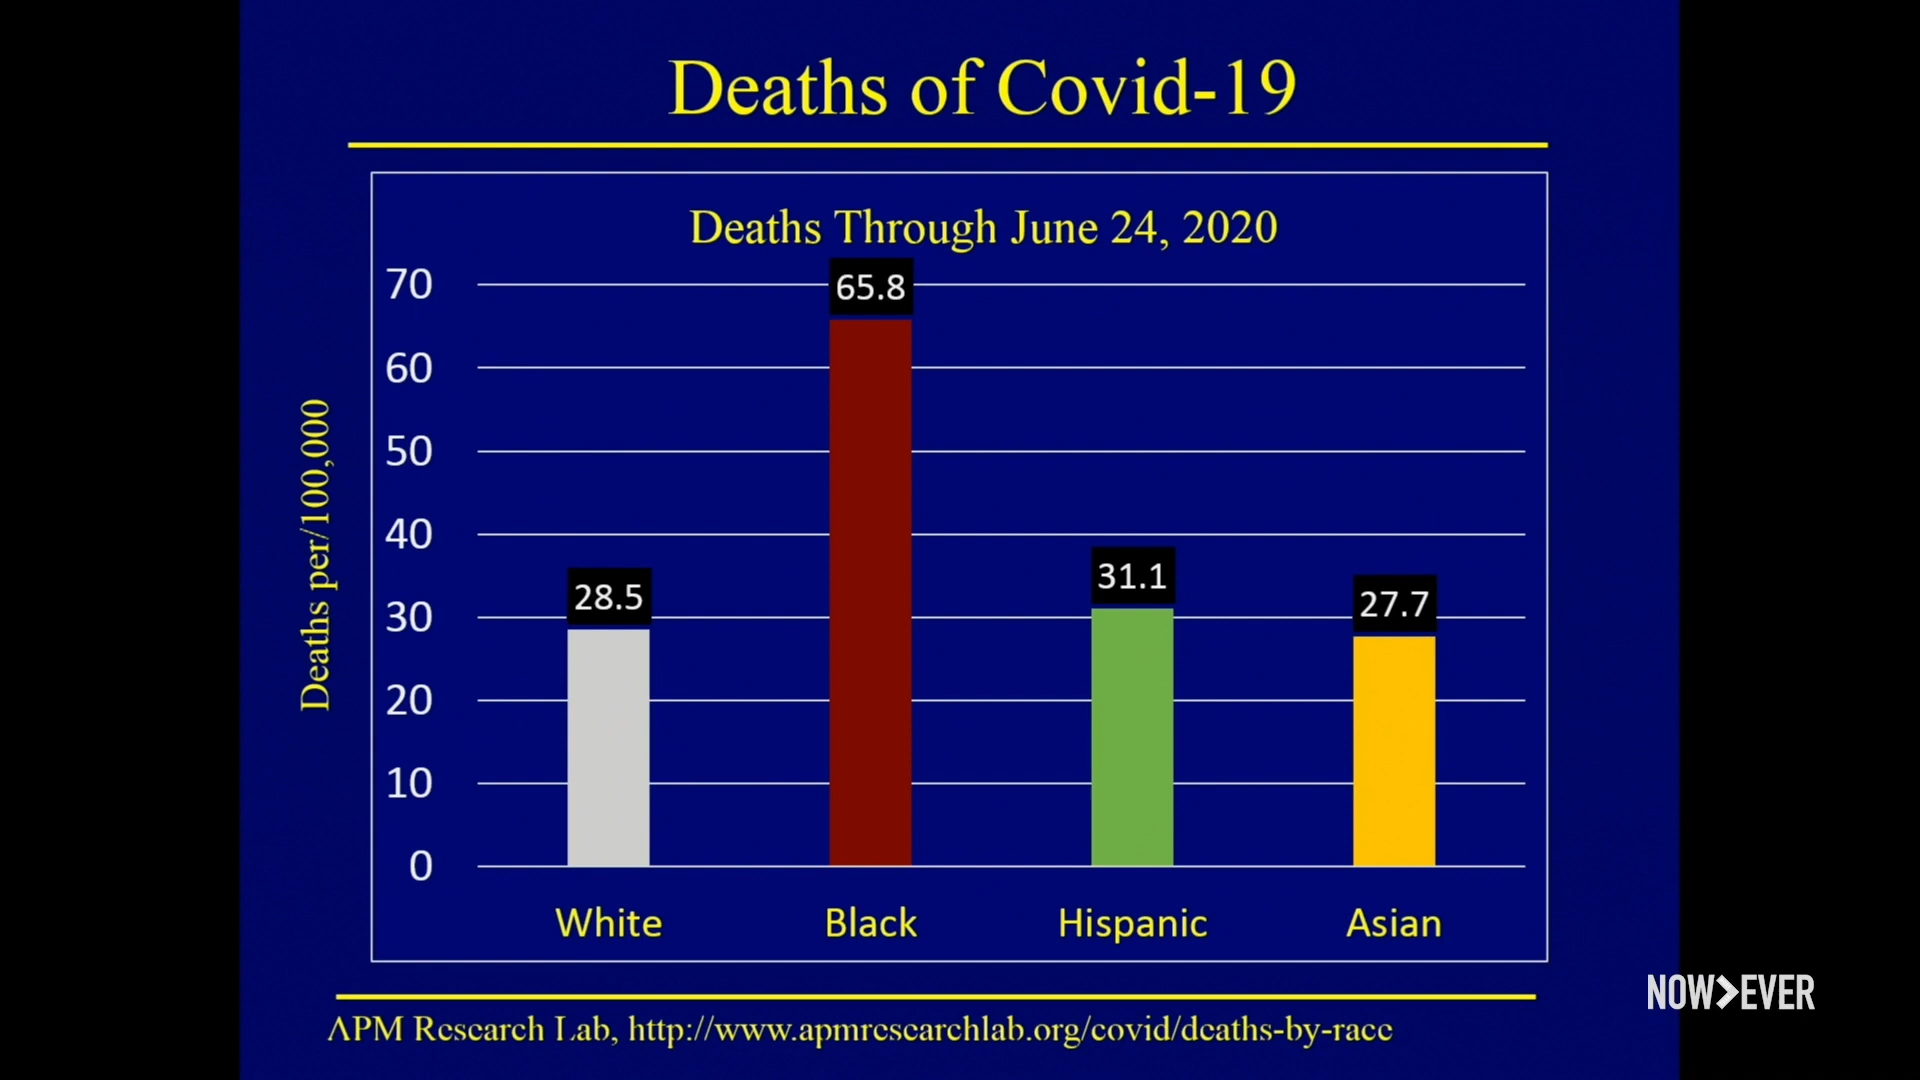 Deaths of Covid-19
Deaths Through June 24, 2020
Deaths per/100,000
70
60
50
40
30
20
10
0
28.5
65.8
31.1
27.7
White
Black
Hispanic
Asian
APM Research Lab, http://www.apmresearchlab.org/covid/deaths-by-race
NOW>EVER